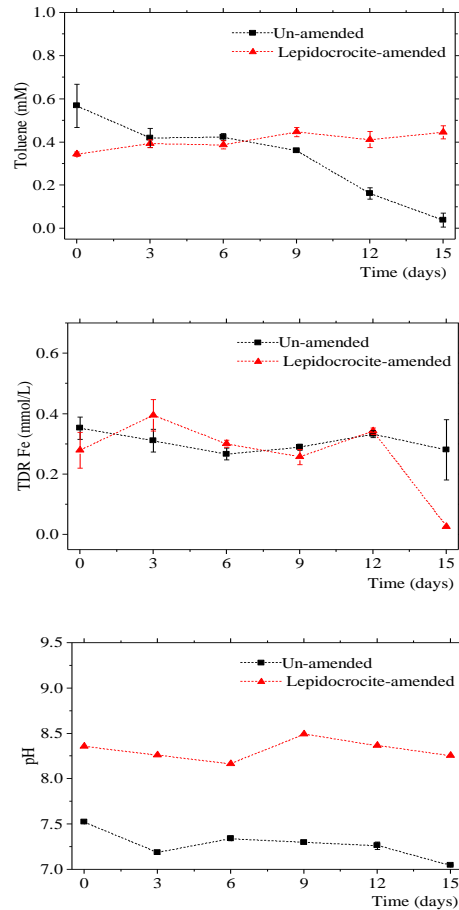 1.0
Un-amended
Lepidocrocite-amended
0.8
0.6
0.4
0.2
0.0
Toluene (mM)
0 3 6 9 12 15
Time (days)
Un-amended
Lepidocrocite-amended
0.6
0.4
0.2
0.0
TDR Fe (mmol/L)
0 3 6 9 12 15
Time (days)
9.5
Un-amended
Lepidocrocite-amended
9.0
8.5
8.0
7.5
7.0
pH
0 3 6 9 12 15
Time (days)